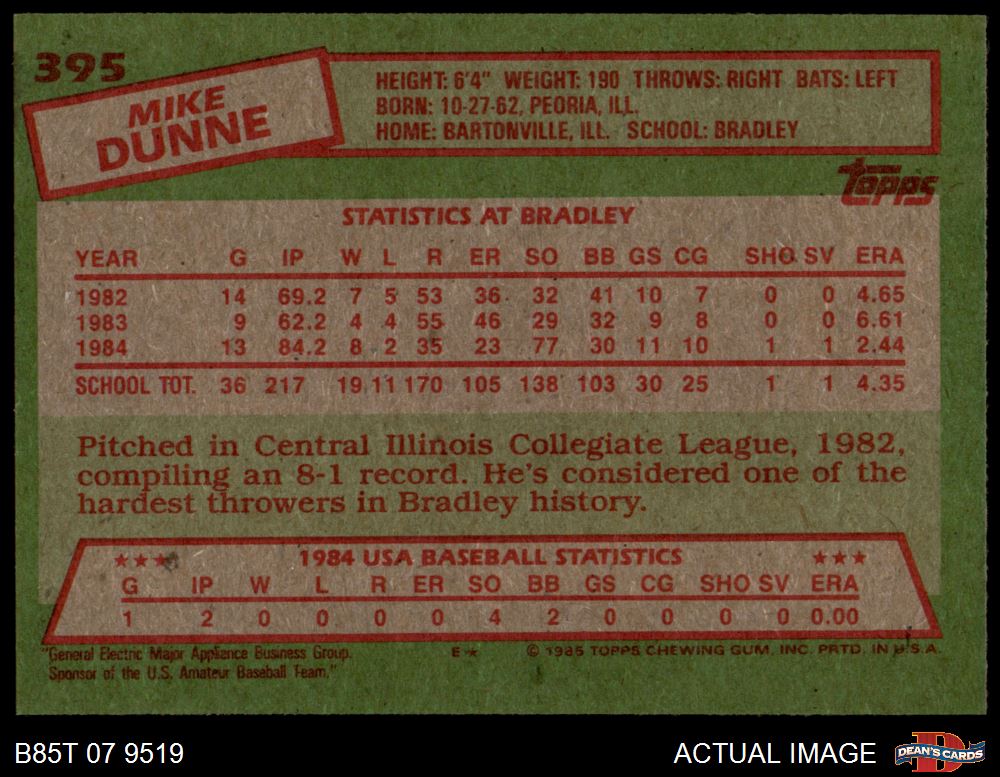 395
MIKE
DUNNE
HEIGHT: 6'4" WEIGHT: 190 THROWS: RIGHT BATS: LEFT
BORN: 10-27-62, PEORIA, ILL.
HOME: BARTONVILLE, ILL. SCHOOL: BRADLEY
Topps
STATISTICS AT BRADLEY
YEAR G IP W L R ER SO BB GS CG SHO SV ERA
1982 14 69.2 7 5 53 36 32 41 10 7 0 0 4.65
1983 9 62.2 4 4 55 46 29 32 9 8 0 0 6.61
1984 13 84.2 8 2 35 23 77 30 11 10 1 1 2.44
SCHOOL TOT. 36 217 19 11 170 105 138 103 30 25 1 1 4.35
Pitched in Central Illinois Collegiate League, 1982,
compiling an 8-1 record. He's considered one of the
hardest throwers in Bradley history.
★★★ 1984 USA BASEBALL STATISTICS ★★★
G IP W L R ER SO BB GS CG SHO SV ERA
1 2 0 0 0 0 4 2 0 0 0 0 0.00
"General Electric Major Appliance Business Group.
Sponsor of the U.S. Amateur Baseball Team."
E★ © 1985 TOPPS CHEWING GUM, INC. PRTD. IN U.S.A.
B85T 07 9519
ACTUAL IMAGE
DEAN'S CARDS